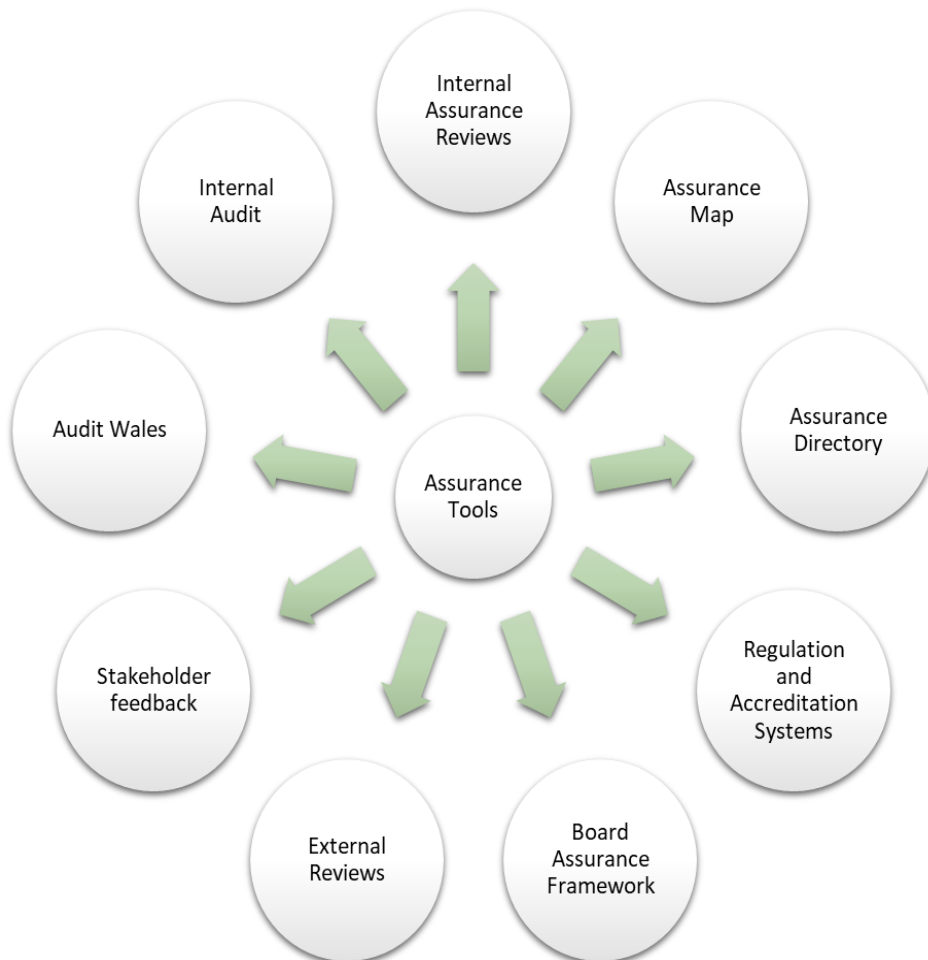 Internal
Assurance
Reviews
Assurance
Map
Assurance
Directory
Regulation
and
Accreditation
Systems
Board
Assurance
Framework
External
Reviews
Stakeholder
feedback
Audit Wales
Internal
Audit
Assurance
Tools